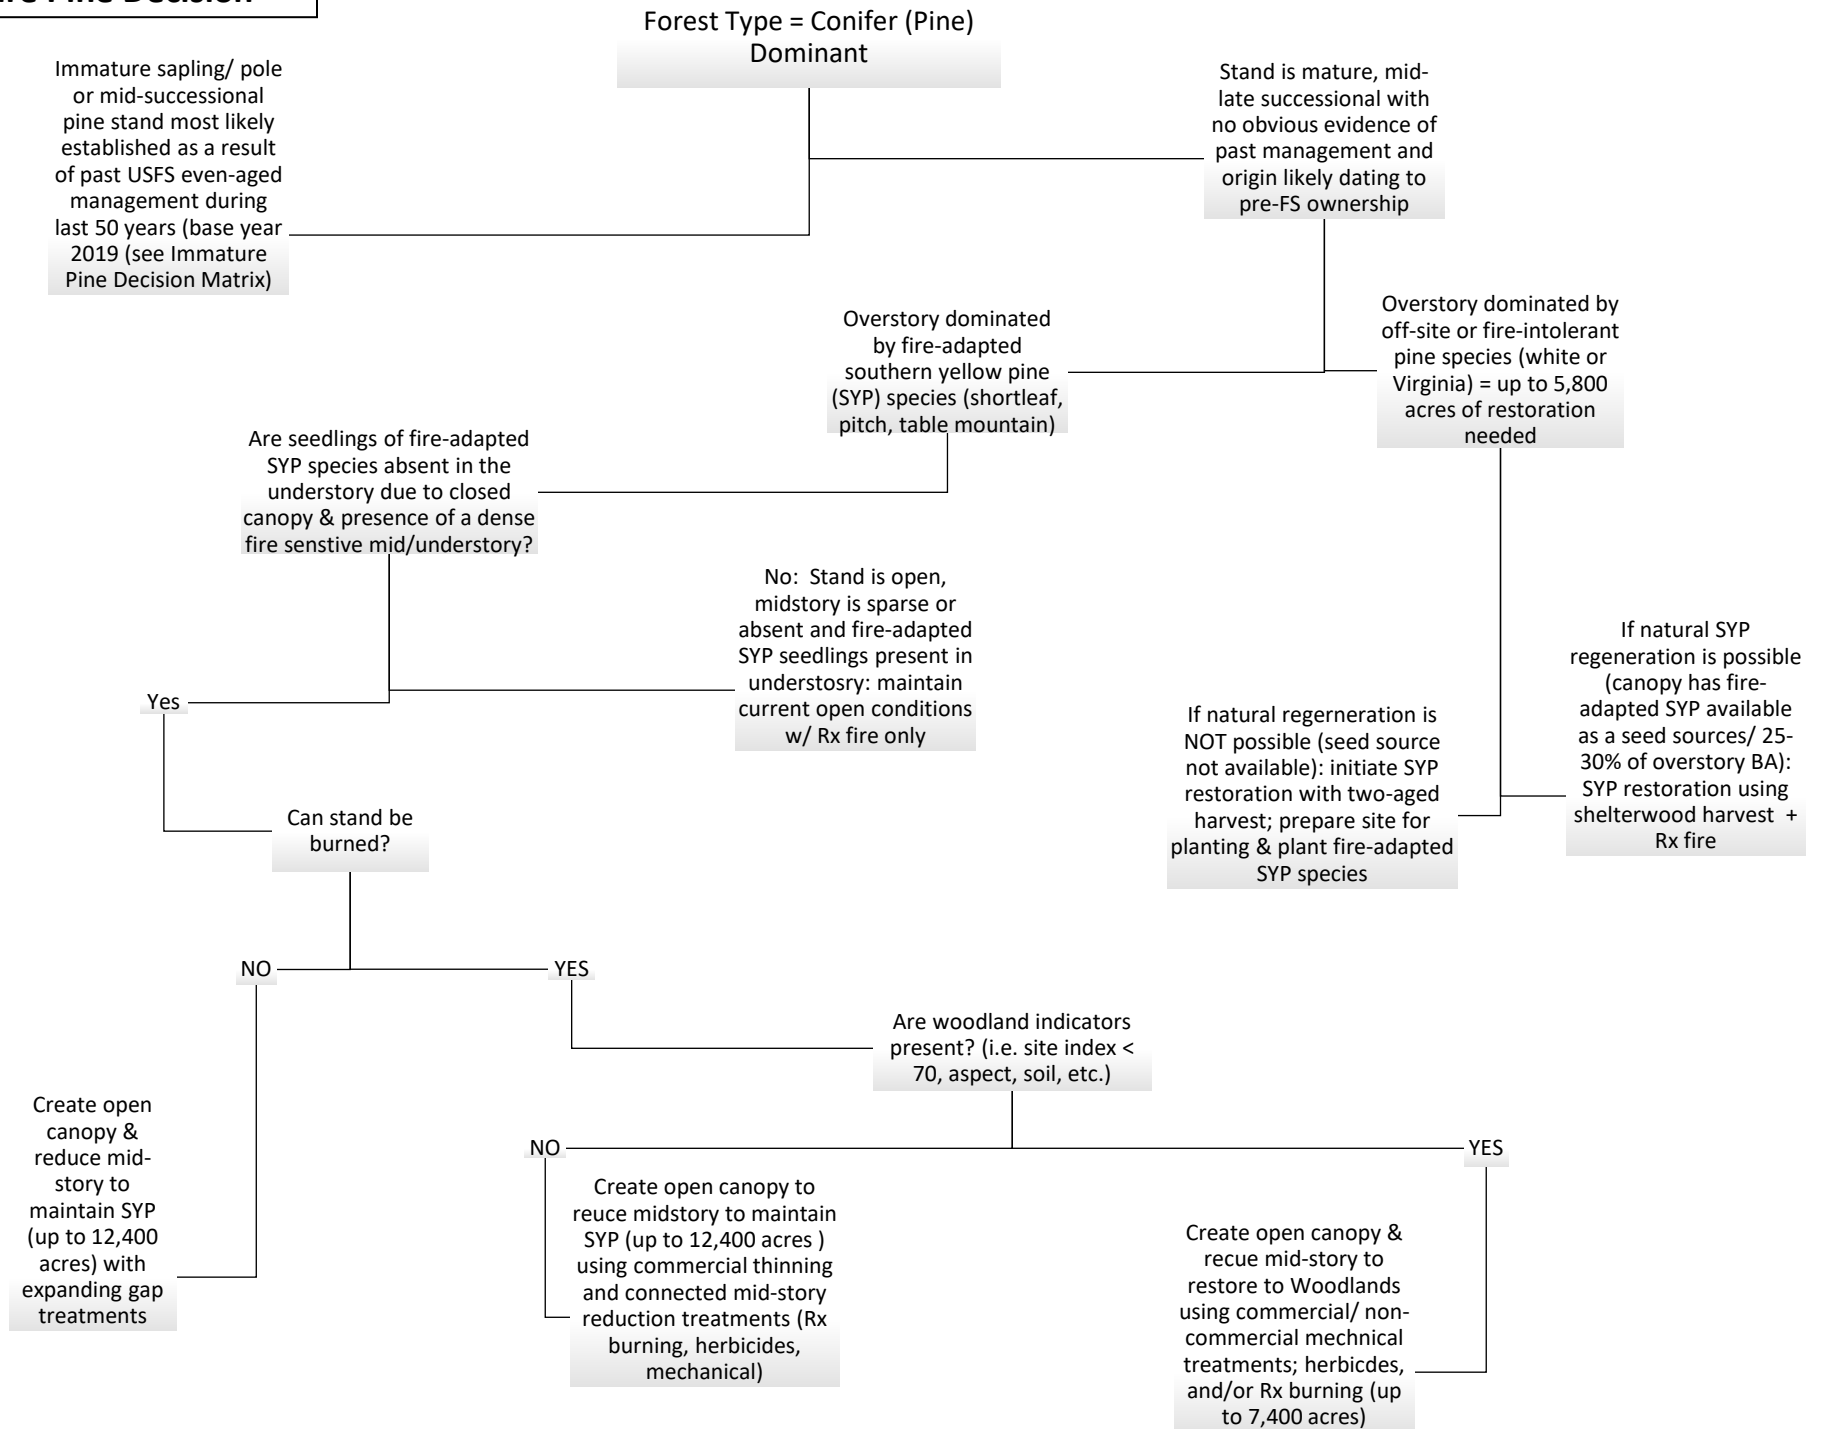 Pine Decision
Forest Type = Conifer (Pine)
Dominant
Immature sapling/ pole
or mid-successional
pine stand most likely
established as a result
of past USFS even-aged
management during
last 50 years (base year
2019 (see Immature
Pine Decision Matrix)
Stand is mature, mid-
late successional with
no obvious evidence of
past management and
origin likely dating to
pre-FS ownership
Overstory dominated
by fire-adapted
southern yellow pine
(SYP) species (shortleaf,
pitch, table mountain)
Overstory dominated by
off-site or fire-intolerant
pine species (white or
Virginia) = up to 5,800
acres of restoration
needed
Are seedlings of fire-adapted
SYP species absent in the
understory due to closed
canopy & presence of a dense
fire senstive mid/understory?
No:  Stand is open,
midstory is sparse or
absent and fire-adapted
SYP seedlings present in
understosry: maintain
current open conditions
w/ Rx fire only
If natural SYP
regeneration is possible
(canopy has fire-
adapted SYP available
as a seed sources/ 25-
30% of overstory BA):
SYP restoration using
shelterwood harvest  +
Rx fire
If natural regerneration is
NOT possible (seed source
not available): initiate SYP
restoration with two-aged
harvest; prepare site for
planting & plant fire-adapted
SYP species
Yes
Can stand be
burned?
NO
YES
Are woodland indicators
present? (i.e. site index <
70, aspect, soil, etc.)
Create open
canopy &
reduce mid-
story to
maintain SYP
(up to 12,400
acres) with
expanding gap
treatments
NO
YES
Create open canopy to
reuce midstory to maintain
SYP (up to 12,400 acres )
using commercial thinning
and connected mid-story
reduction treatments (Rx
burning, herbicides,
mechanical)
Create open canopy &
recue mid-story to
restore to Woodlands
using commercial/ non-
commercial mechnical
treatments; herbicdes,
and/or Rx burning (up
to 7,400 acres)